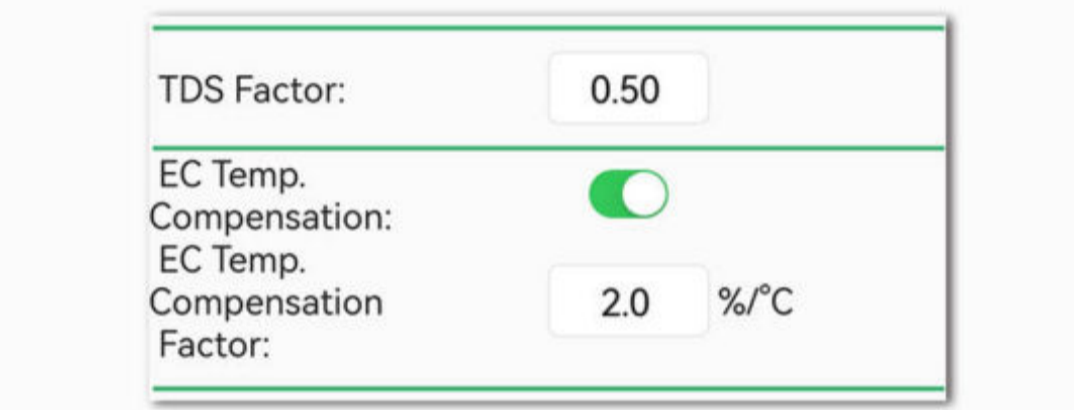 TDS Factor: 0.50
EC Temp.
Compensation:
EC Temp.
Compensation 2.0 %/°C
Factor: